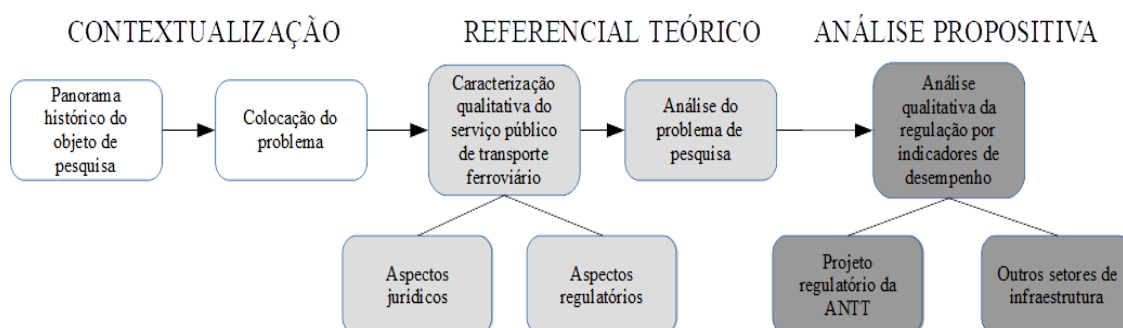 CONTEXTUALIZAÇÃO
REFERENCIAL TEÓRICO
ANÁLISE PROPOSITIVA
Panorama
histórico do
objeto de
pesquisa
Colocação do
problema
Caracterização
qualitativa do
serviço público
de transporte
ferroviário
Análise do
problema de
pesquisa
Análise
qualitativa da
regulação por
indicadores de
desempenho
Aspectos
jurídicos
Aspectos
regulatórios
Projeto
regulatório da
ANTT
Outros setores de
infraestrutura